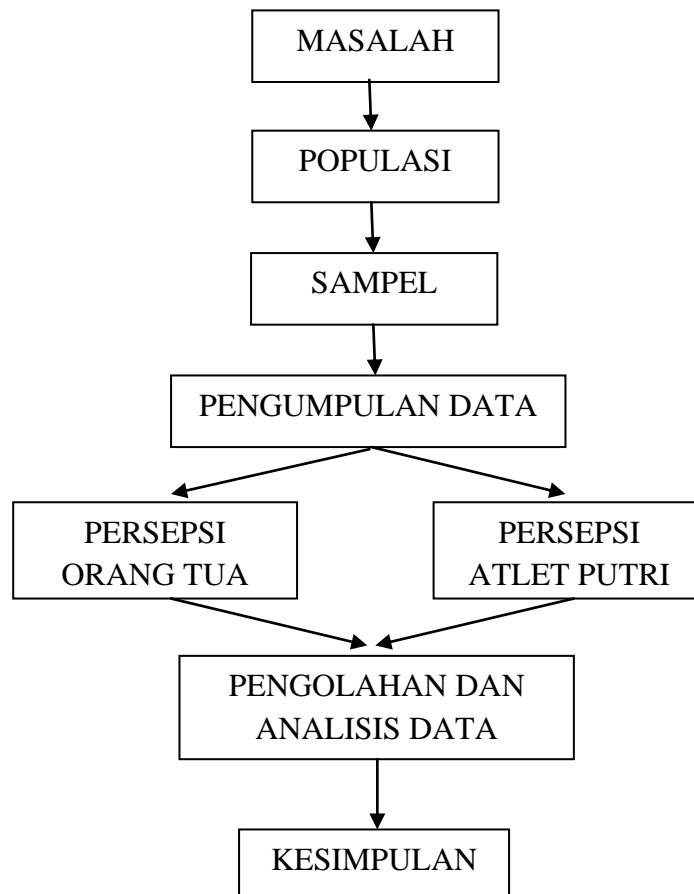 MASALAH
POPULASI
SAMPEL
PENGUMPULAN DATA
PERSEPSI
ORANG TUA
PERSEPSI
ATLET PUTRI
PENGOLAHAN DAN
ANALISIS DATA
KESIMPULAN